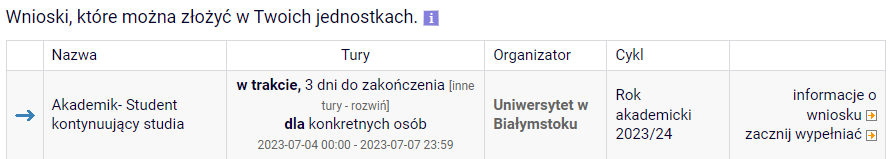 Wnioski, które można złożyć w Twoich jednostkach.
Nazwa
Tury
Organizator
Cykl
Akademik- Student
kontynuujący studia
w trakcie, 3 dni do zakończenia [inne
tury - rozwiń]
dla konkretnych osób
2023-07-04 00:00 - 2023-07-07 23:59
Uniwersytet w
Białymstoku
Rok
akademicki
2023/24
informacje o
wniosku
zacznij wypełniać